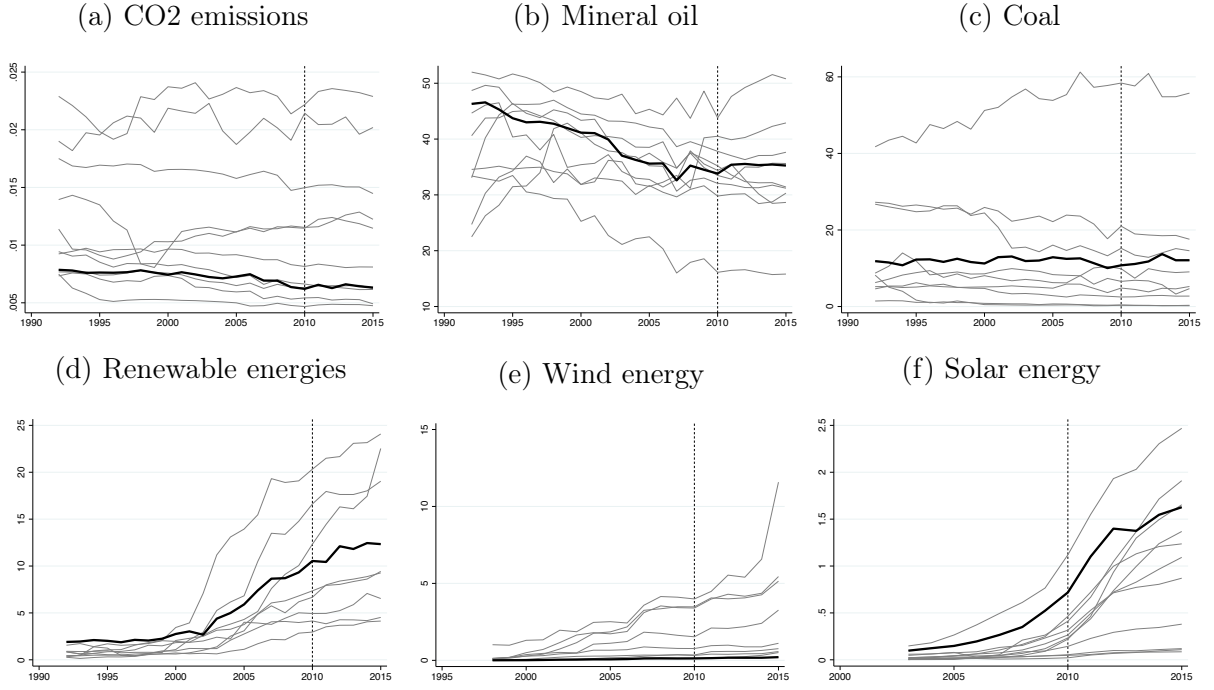 (a) CO2 emissions (b) Mineral oil (c) Coal
.025 .02 .015 .01 .005
1990 1995 2000 2005 2010 2015
50 40 30 20 10
1990 1995 2000 2005 2010 2015
60 40 20 0
1990 1995 2000 2005 2010 2015
(d) Renewable energies (e) Wind energy (f) Solar energy
25 20 15 10 5 0
1990 1995 2000 2005 2010 2015
15 10 5 0
1995 2000 2005 2010 2015
2.5 2 1.5 1 .5 0
2000 2005 2010 2015